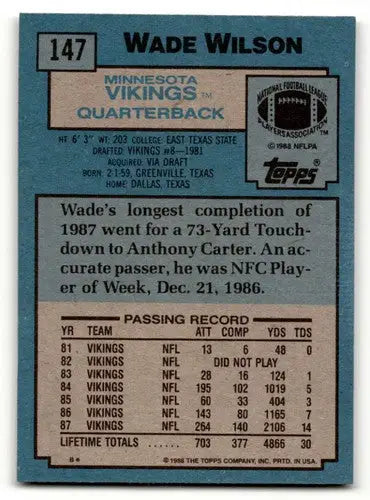 147 WADE WILSON
MINNESOTA
VIKINGS™
QUARTERBACK
NATIONAL FOOTBALL LEAGUE
PLAYERS ASSOCIATION
©1988 NFLPA
Topps®
HT: 6' 3" WT: 203 COLLEGE: EAST TEXAS STATE
DRAFTED: VIKINGS #8-1981
ACQUIRED: VIA DRAFT
BORN: 2-1-59, GREENVILLE, TEXAS
HOME: DALLAS, TEXAS
Wade's longest completion of
1987 went for a 73-Yard Touch-
down to Anthony Carter. An ac-
curate passer, he was NFC Play-
er of Week, Dec. 21, 1986.
PASSING RECORD
YR TEAM ATT COMP YDS TDS
81 VIKINGS NFL 13 6 48 0
82 VIKINGS NFL DID NOT PLAY
83 VIKINGS NFL 28 16 124 1
84 VIKINGS NFL 195 102 1019 5
85 VIKINGS NFL 60 33 404 3
86 VIKINGS NFL 143 80 1165 7
87 VIKINGS NFL 264 140 2106 14
LIFETIME TOTALS ..... 703 377 4866 30
B* ©1988 THE TOPPS COMPANY, INC. PRTD. IN USA.